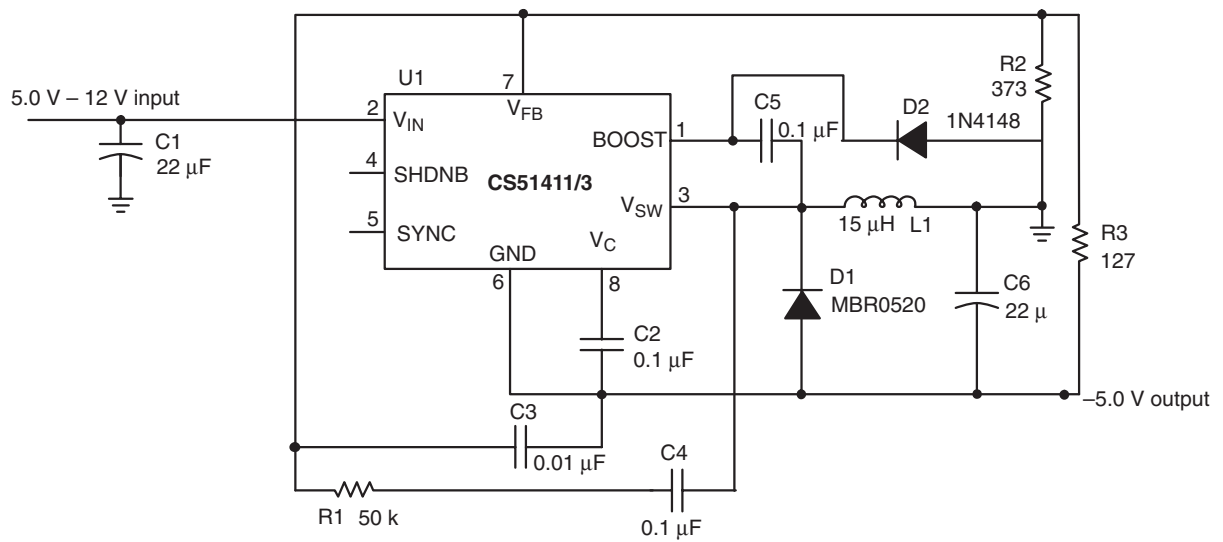 5.0 V – 12 V input
C1
22 μF
U1
2
V_IN
7
V_FB
BOOST
1
4
SHDNB
CS51411/3
V_SW
3
5
SYNC
GND
6
V_C
8
C5
0.1 μF
D2
1N4148
R2
373
15 μH
L1
R3
127
D1
MBR0520
C6
22 μ
C2
0.1 μF
–5.0 V output
C3
0.01 μF
C4
0.1 μF
R1
50 k